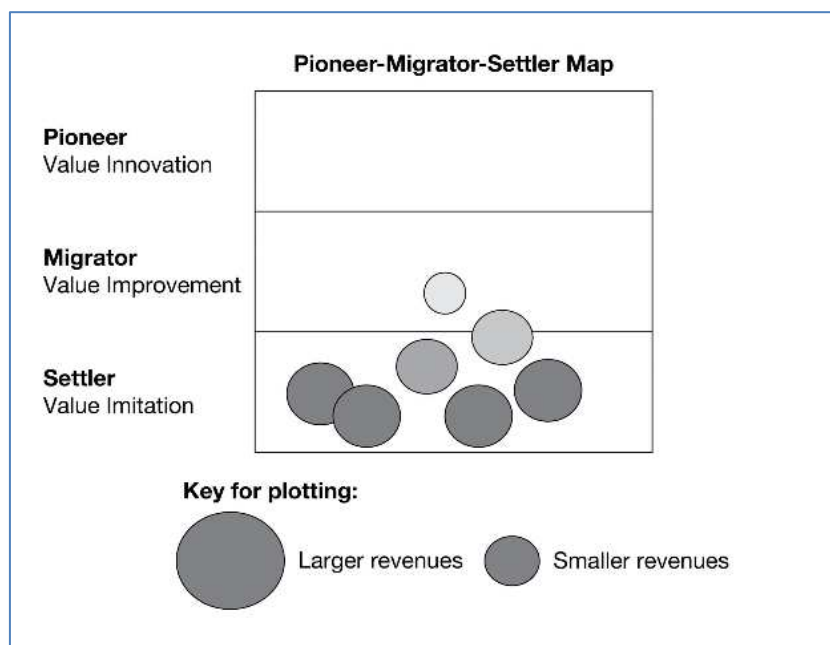 Pioneer-Migrator-Settler Map
Pioneer
Value Innovation
Migrator
Value Improvement
Settler
Value Imitation
Key for plotting:
Larger revenues
Smaller revenues